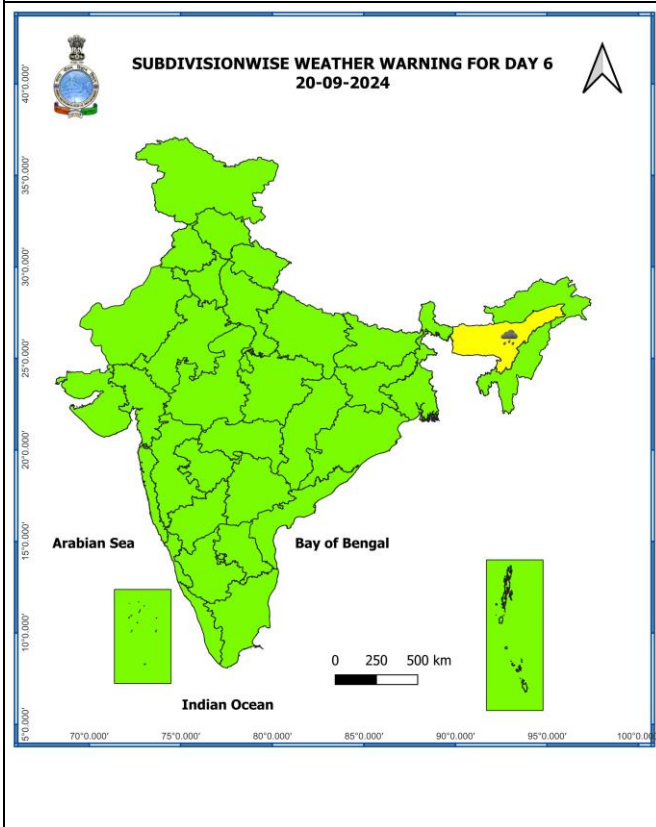 SUBDIVISIONWISE WEATHER WARNING FOR DAY 6
20-09-2024
40°0.000'
35°0.000'
30°0.000'
25°0.000'
20°0.000'
15°0.000'
10°0.000'
5°0.000'
Arabian Sea
Bay of Bengal
0 250 500 km
Indian Ocean
70°0.000' 75°0.000' 80°0.000' 85°0.000' 90°0.000' 95°0.000' 100°0.000'